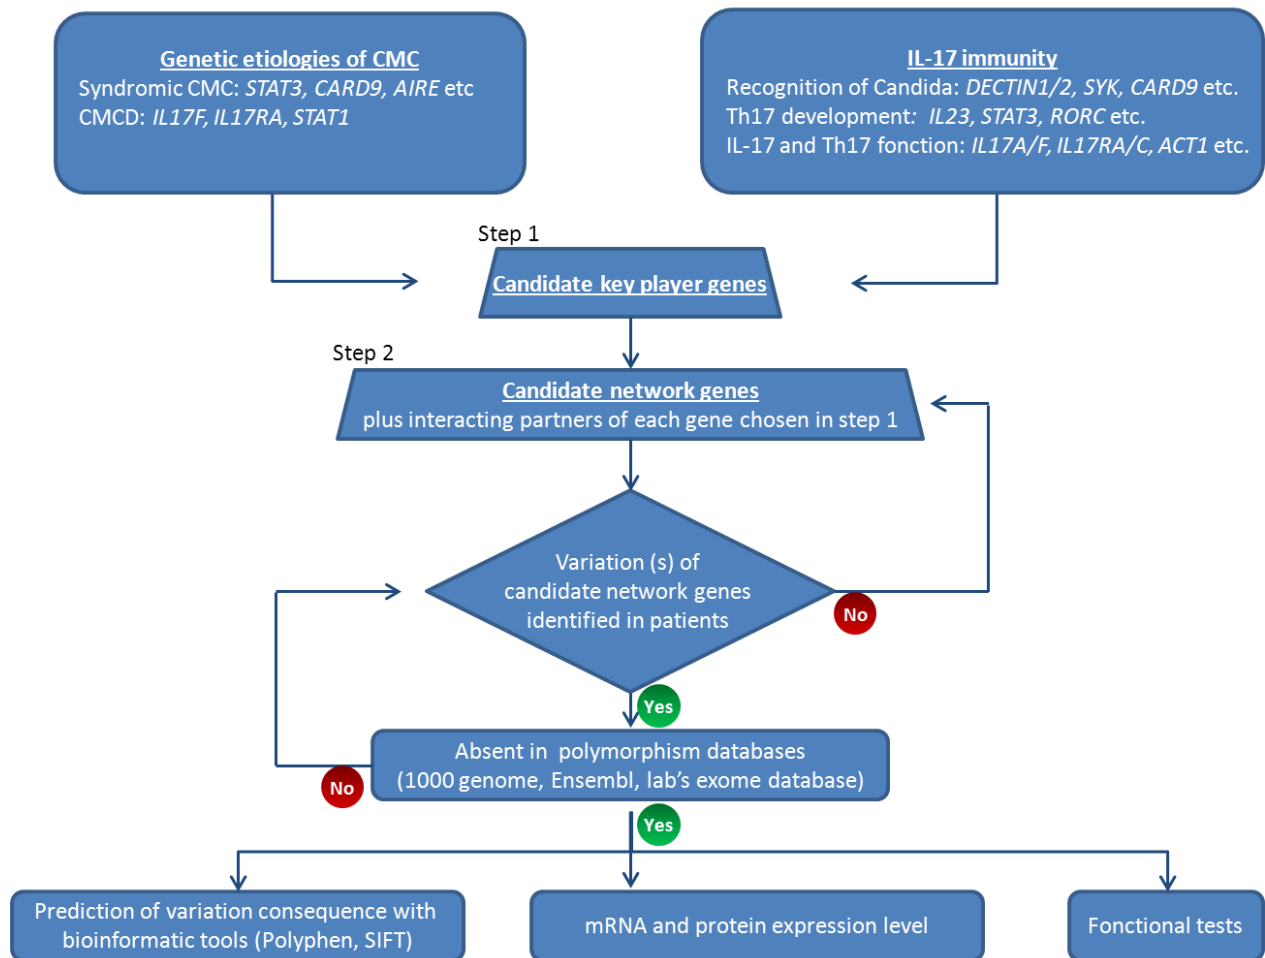 Genetic etiologies of CMC
Syndromic CMC: STAT3, CARD9, AIRE etc
CMCD: IL17F, IL17RA, STAT1
IL-17 immunity
Recognition of Candida: DECTIN1/2, SYK, CARD9 etc.
Th17 development: IL23, STAT3, RORC etc.
IL-17 and Th17 fonction: IL17A/F, IL17RA/C, ACT1 etc.
Step 1
Candidate key player genes
Step 2
Candidate network genes
plus interacting partners of each gene chosen in step 1
Variation (s) of
candidate network genes
identified in patients
No
Yes
Absent in polymorphism databases
(1000 genome, Ensembl, lab's exome database)
No
Yes
Prediction of variation consequence with
bioinformatic tools (Polyphen, SIFT)
mRNA and protein expression level
Fonctional tests